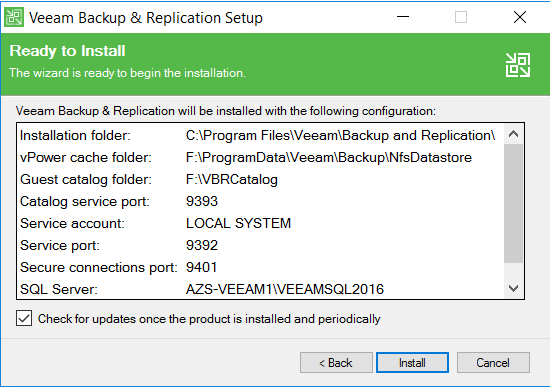 Veeam Backup & Replication Setup
Ready to Install
The wizard is ready to begin the installation.
Veeam Backup & Replication will be installed with the following configuration:
Installation folder: C:\Program Files\Veeam\Backup and Replication\
vPower cache folder: F:\ProgramData\Veeam\Backup\NfsDatastore
Guest catalog folder: F:\VBRCatalog
Catalog service port: 9393
Service account: LOCAL SYSTEM
Service port: 9392
Secure connections port: 9401
SQL Server: AZS-VEEAM1\VEEAMSQL2016
Check for updates once the product is installed and periodically
< Back Install Cancel